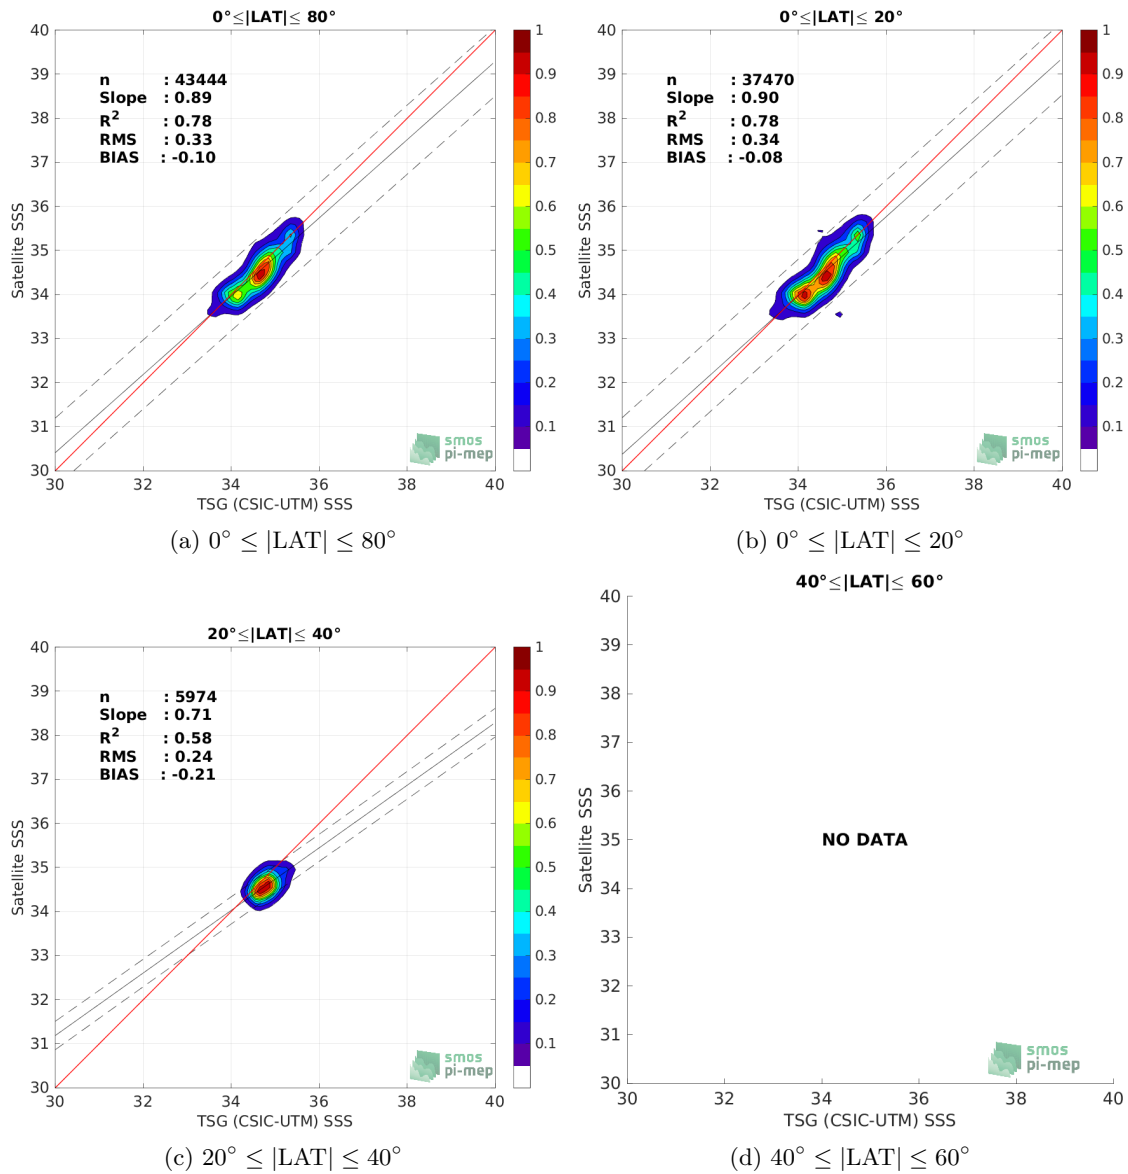 0°≤|LAT|≤ 80°
n : 43444
Slope : 0.89
R² : 0.78
RMS : 0.33
BIAS : -0.10
40
39
38
37
36
35
34
33
32
31
30
30 32 34 36 38 40
Satellite SSS
TSG (CSIC-UTM) SSS
1
0.9
0.8
0.7
0.6
0.5
0.4
0.3
0.2
0.1
smos
pi-mep
(a) 0° ≤ |LAT| ≤ 80°
0°≤|LAT|≤ 20°
n : 37470
Slope : 0.90
R² : 0.78
RMS : 0.34
BIAS : -0.08
40
39
38
37
36
35
34
33
32
31
30
30 32 34 36 38 40
Satellite SSS
TSG (CSIC-UTM) SSS
1
0.9
0.8
0.7
0.6
0.5
0.4
0.3
0.2
0.1
smos
pi-mep
(b) 0° ≤ |LAT| ≤ 20°
20°≤|LAT|≤ 40°
n : 5974
Slope : 0.71
R² : 0.58
RMS : 0.24
BIAS : -0.21
40
39
38
37
36
35
34
33
32
31
30
30 32 34 36 38 40
Satellite SSS
TSG (CSIC-UTM) SSS
1
0.9
0.8
0.7
0.6
0.5
0.4
0.3
0.2
0.1
smos
pi-mep
(c) 20° ≤ |LAT| ≤ 40°
40°≤|LAT|≤ 60°
40
39
38
37
36
35
34
33
32
31
30
30 32 34 36 38 40
Satellite SSS
NO DATA
TSG (CSIC-UTM) SSS
smos
pi-mep
(d) 40° ≤ |LAT| ≤ 60°